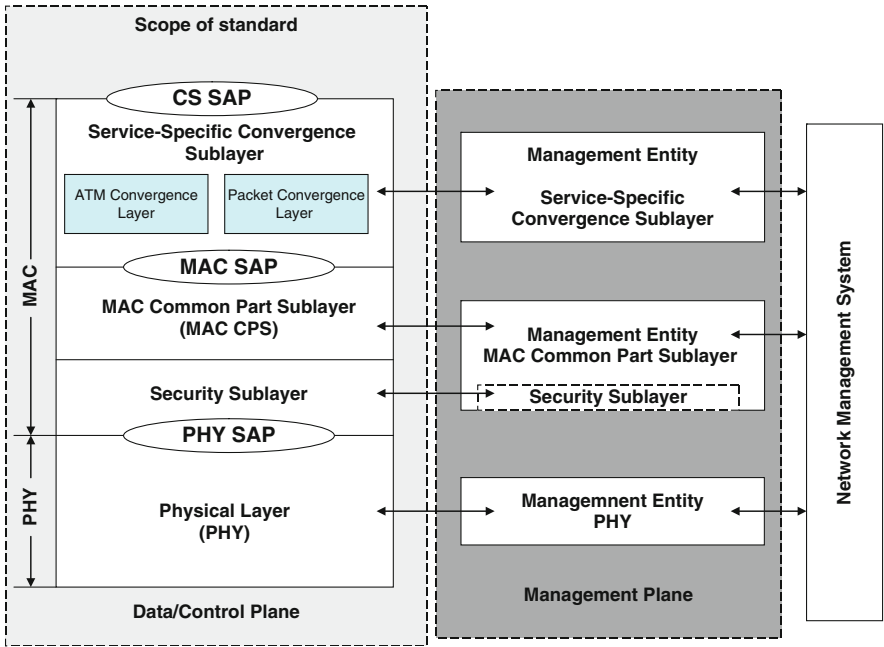 Scope of standard
CS SAP
Service-Specific Convergence
Sublayer
ATM Convergence
Layer
Packet Convergence
Layer
MAC SAP
MAC Common Part Sublayer
(MAC CPS)
Security Sublayer
PHY SAP
Physical Layer
(PHY)
Data/Control Plane
MAC
PHY
Management Entity
Service-Specific
Convergence Sublayer
Management Entity
MAC Common Part Sublayer
Security Sublayer
Managemnent Entity
PHY
Management Plane
Network Management System